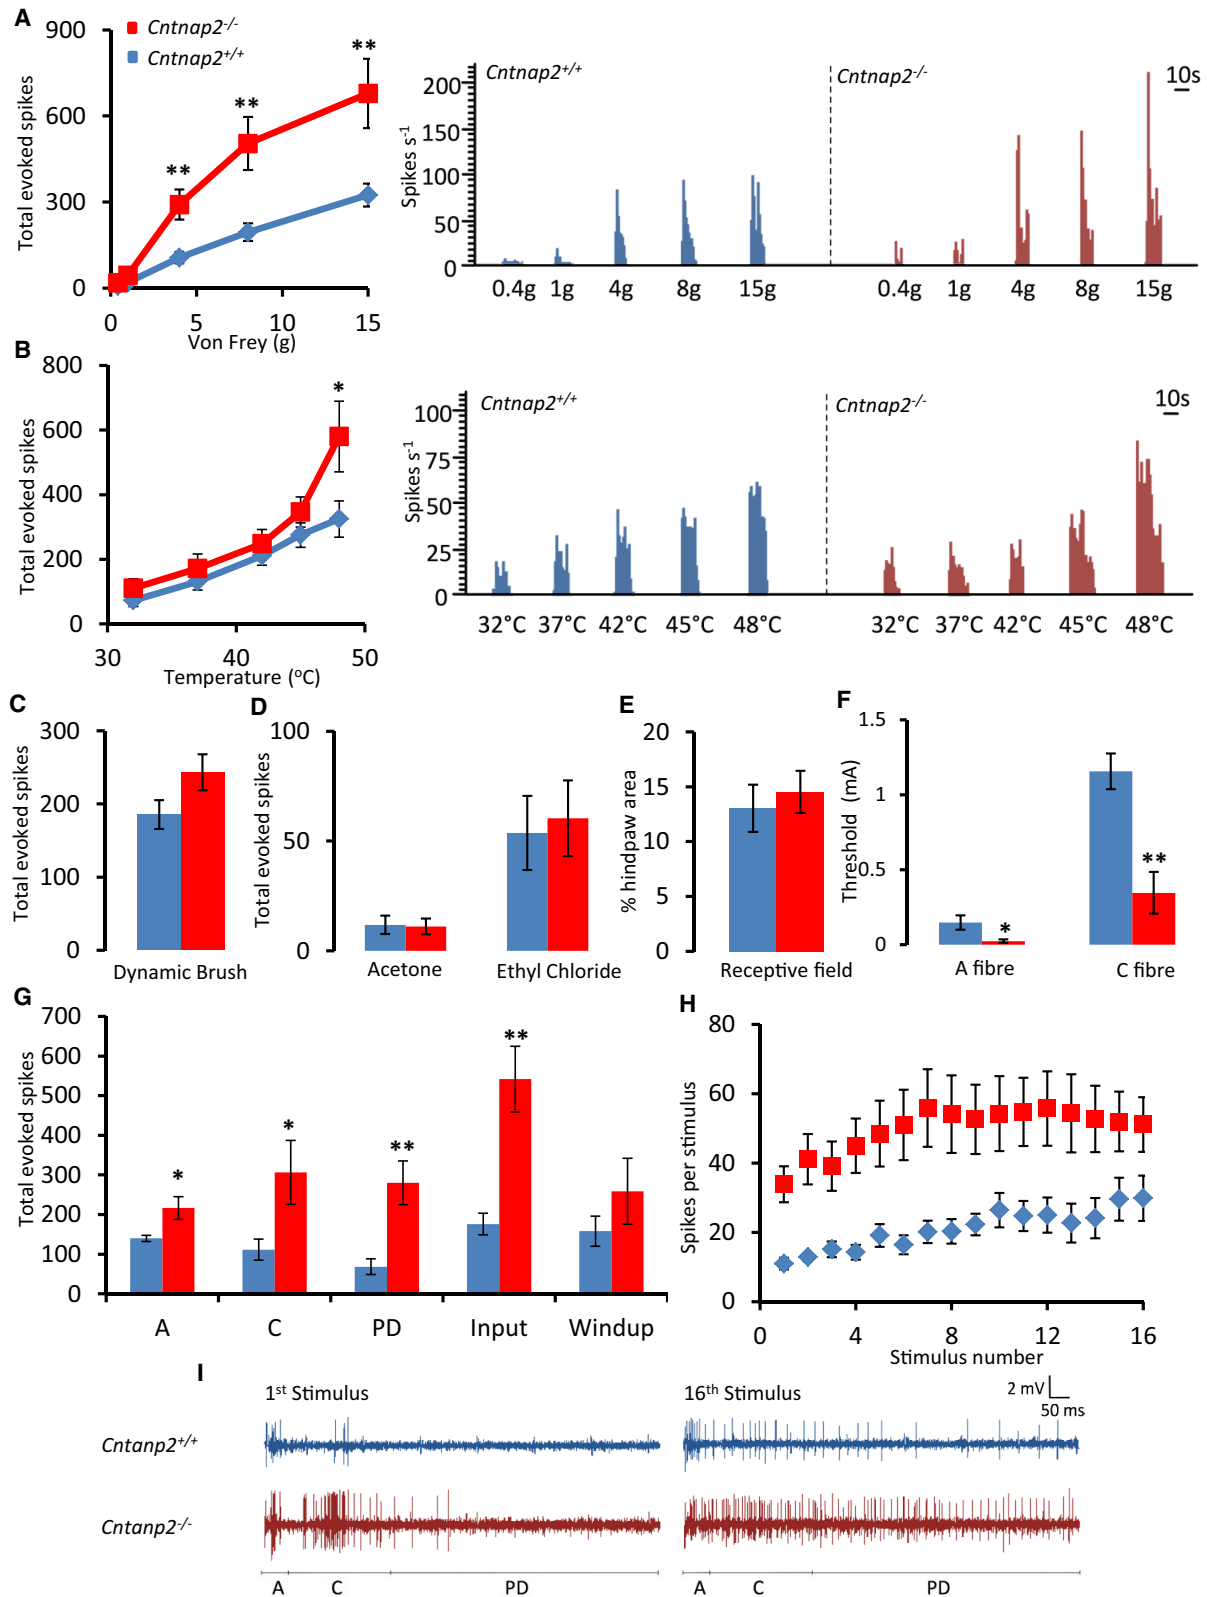 A
Cntnap2-/-
Cntnap2+/+
Total evoked spikes
900
600
300
0
0 5 10 15
Von Frey (g)
**
**
**
Spikes s-1
200
150
100
50
0
Cntnap2+/+
Cntnap2-/-
10s
0.4g 1g 4g 8g 15g
0.4g 1g 4g 8g 15g
B
Total evoked spikes
800
600
400
200
0
30 40 50
Temperature (oC)
*
Spikes s-1
100
75
50
25
0
Cntnap2+/+
Cntnap2-/-
10s
32°C 37°C 42°C 45°C 48°C
32°C 37°C 42°C 45°C 48°C
C
Total evoked spikes
300
200
100
0
Dynamic Brush
D
Total evoked spikes
100
50
0
Acetone
Ethyl Chloride
E
% hindpaw area
20
15
10
5
0
Receptive field
F
Threshold (mA)
1.5
1
0.5
0
*
**
A fibre
C fibre
G
Total evoked spikes
700
600
500
400
300
200
100
0
*
*
**
**
A C PD Input Windup
H
Spikes per stimulus
80
60
40
20
0
0 4 8 12 16
Stimulus number
I
1st Stimulus
16th Stimulus
2 mV
50 ms
Cntanp2+/+
Cntanp2-/-
A C PD
A C PD